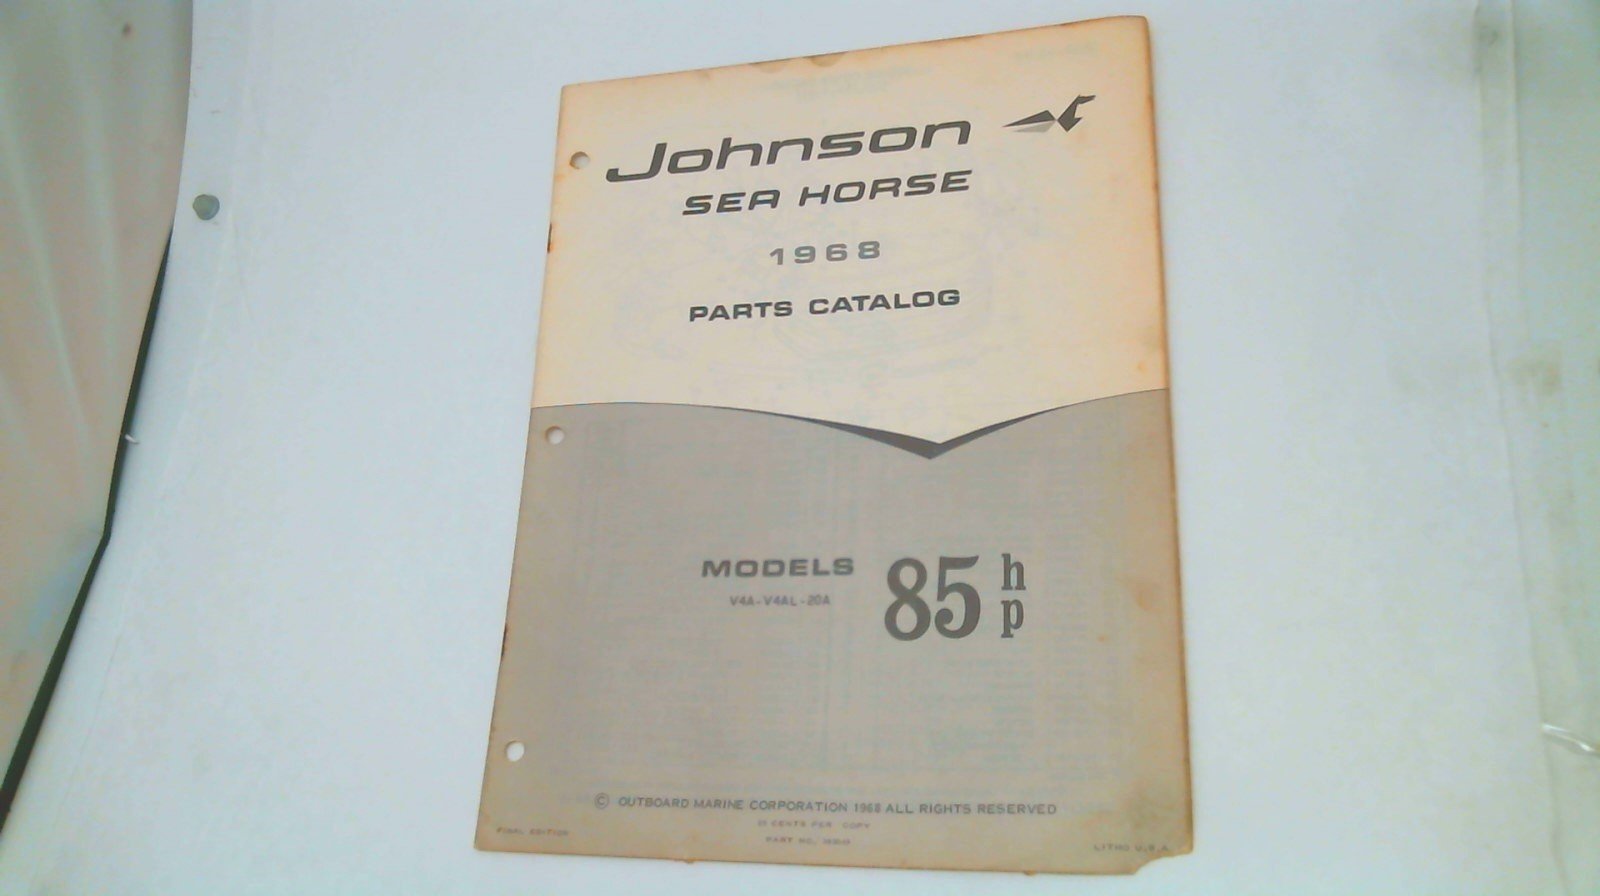 Johnson
SEA HORSE
1968
PARTS CATALOG
MODELS
V4A-V4AL-20A
85 hp
© OUTBOARD MARINE CORPORATION 1968 ALL RIGHTS RESERVED
CENTS PER COPY
FINAL EDITION
PART NO.
LITHO U.S.A.